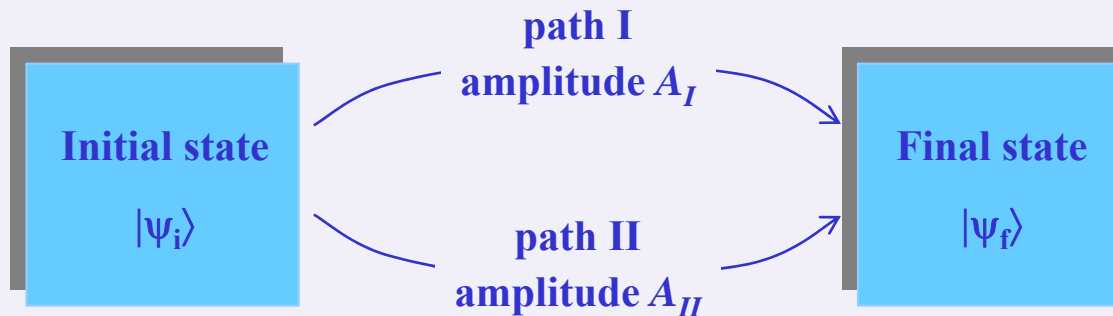 path I
amplitude A_I
Initial state
|ψ_i⟩
Final state
|ψ_f⟩
path II
amplitude A_II